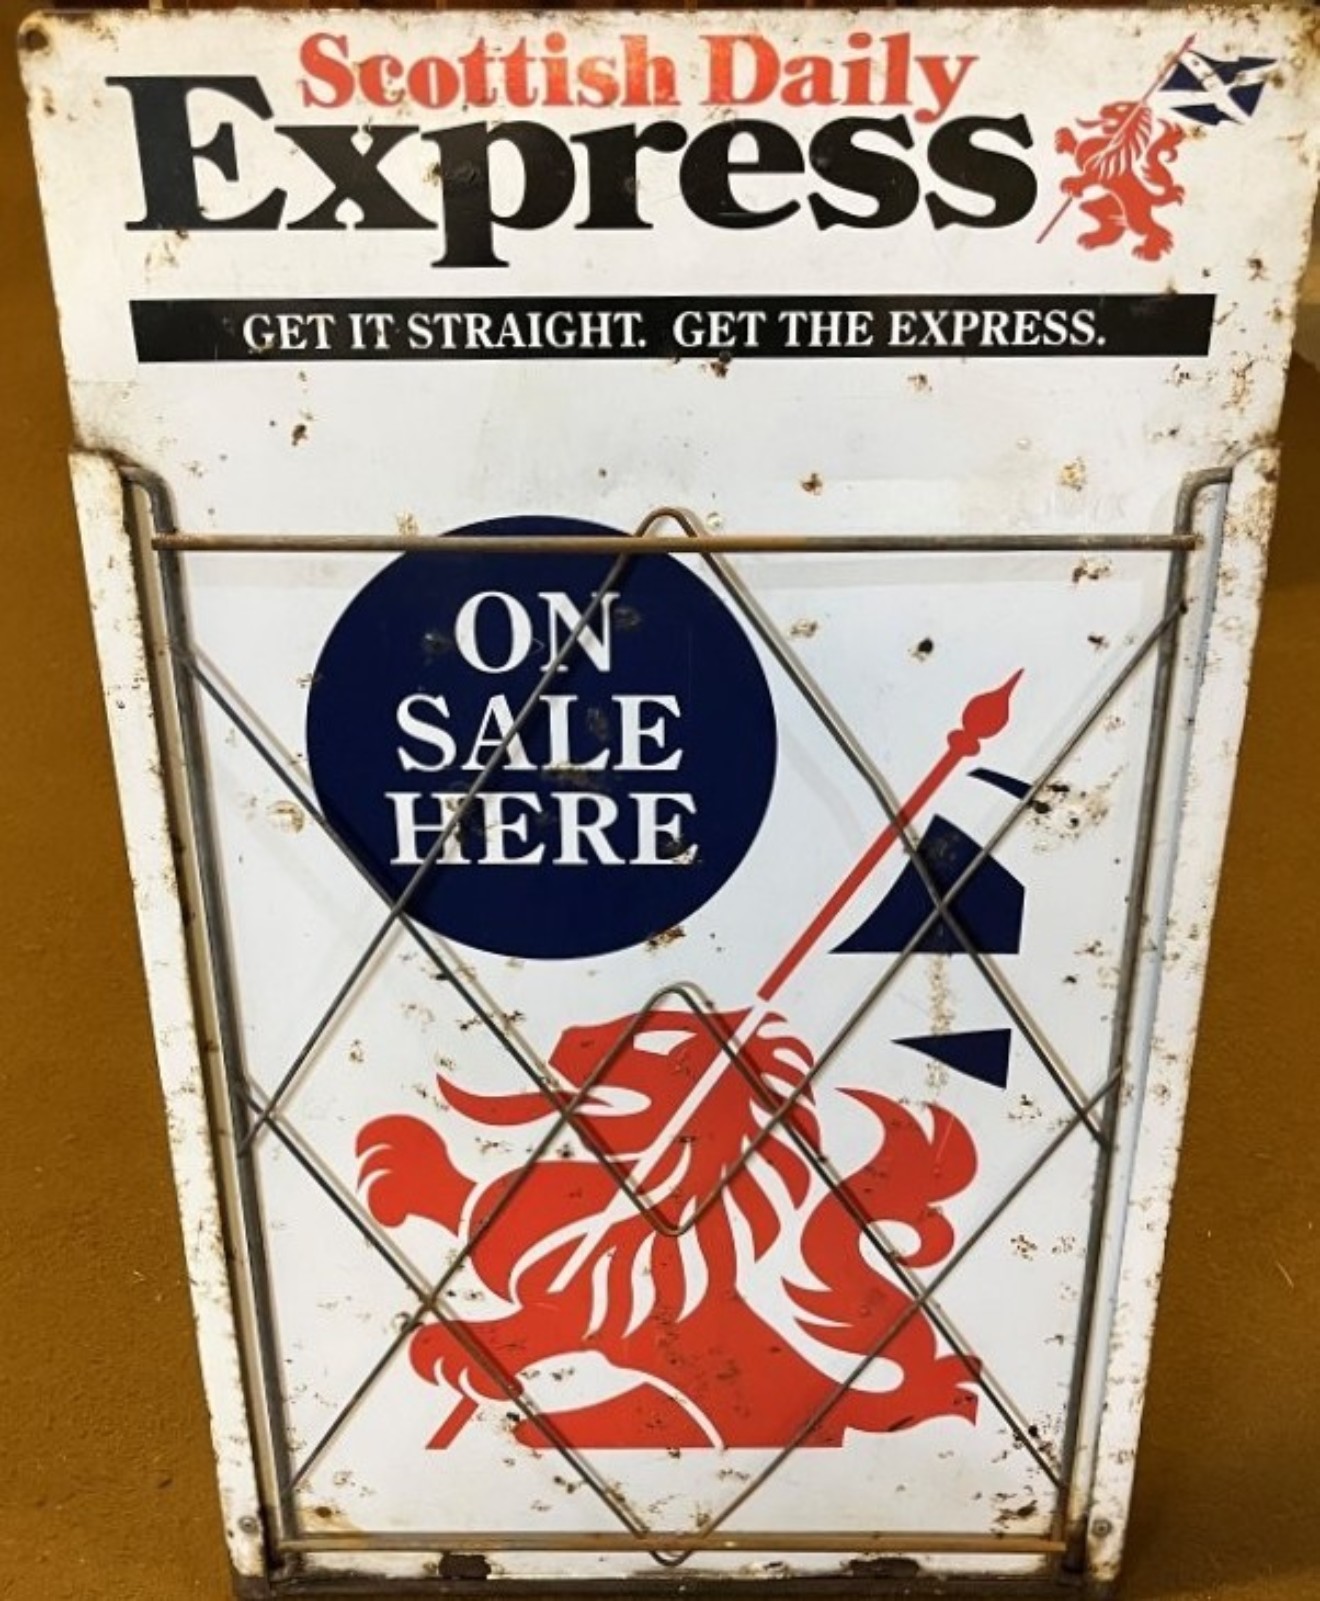 Scottish Daily
Express
GET IT STRAIGHT. GET THE EXPRESS.
ON
SALE
HERE